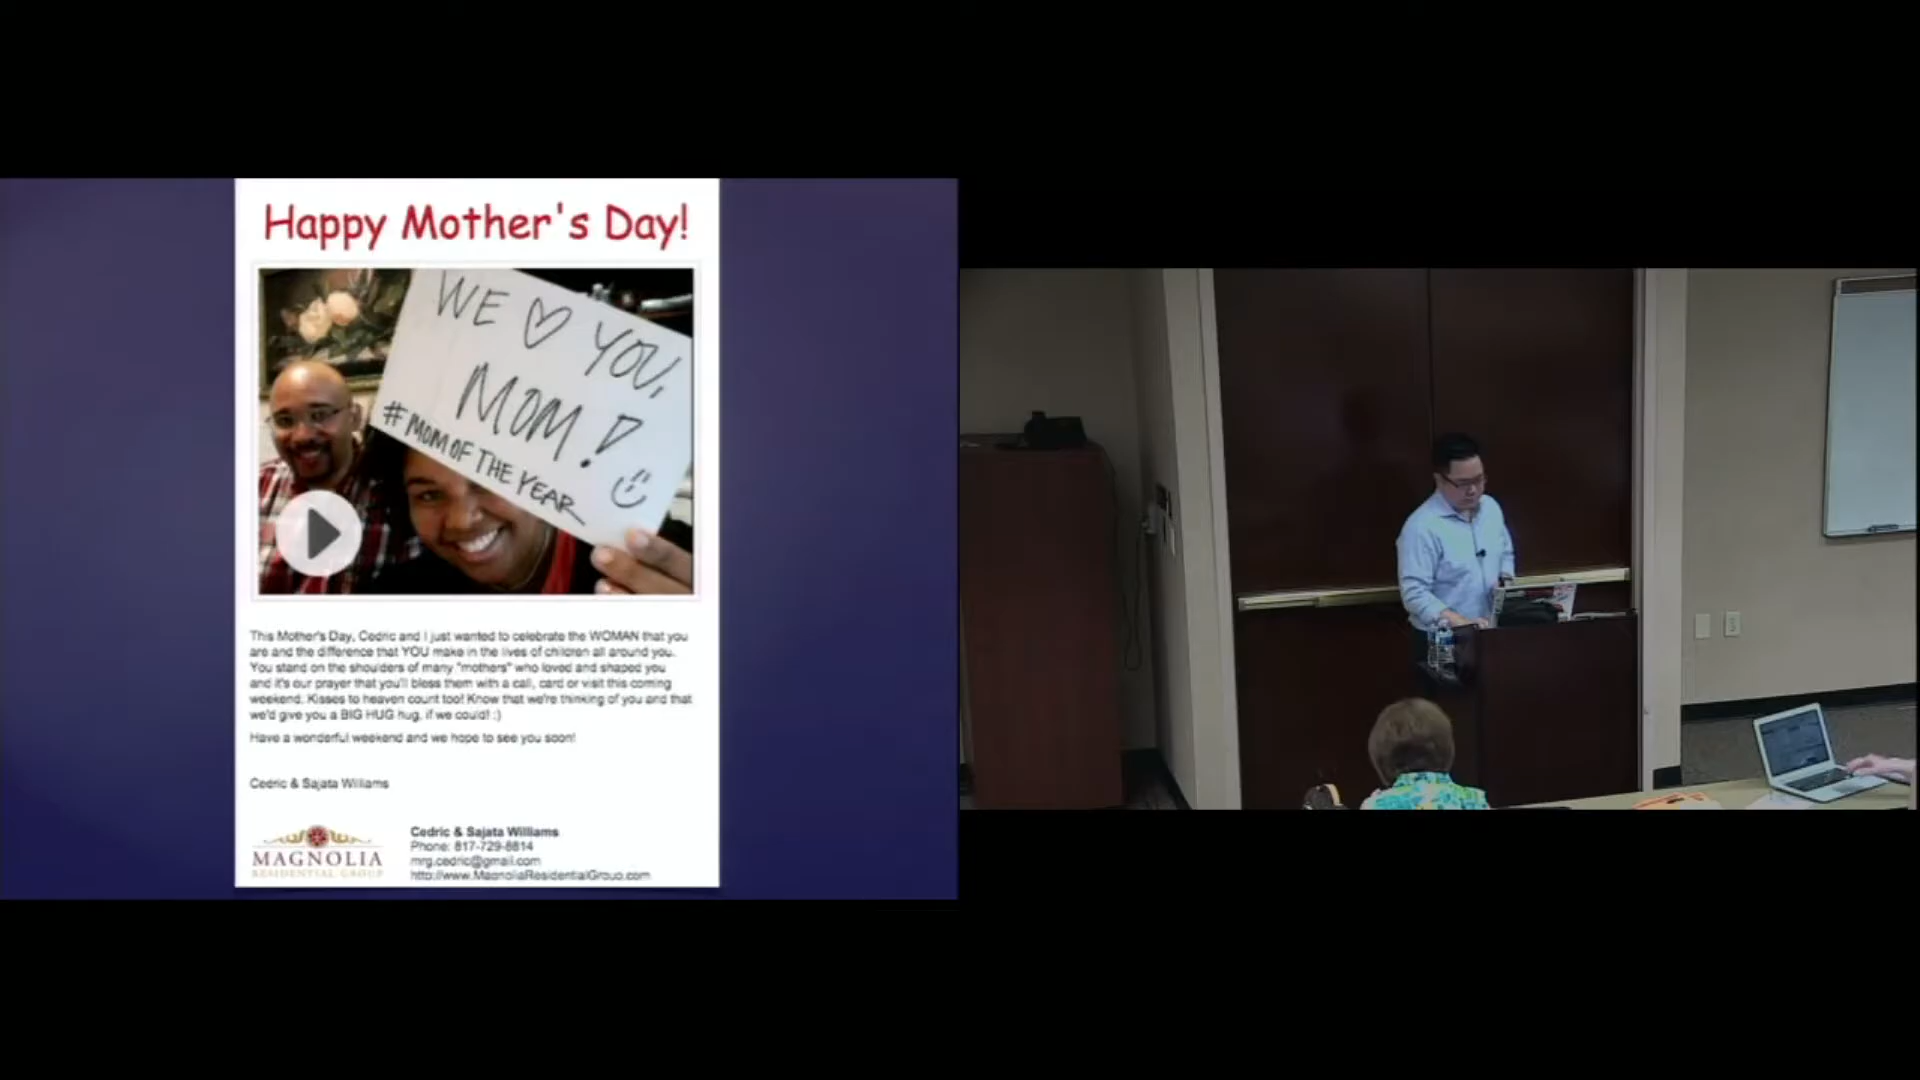 Happy Mother's Day!
WE ♡ YOU,
MOM!
#MOM OF THE YEAR
This Mother's Day, Cedric and I just wanted to celebrate the WOMAN that you
are and the difference that YOU make in the lives of children all around you.
You stand on the shoulders of many "mothers" who loved and shaped you
and it's our prayer that you'll bless them with a call, card or visit this coming
weekend. Kisses to heaven count too! Know that we're thinking of you and that
we'd give you a BIG HUG hug, if we could! :)
Have a wonderful weekend and we hope to see you soon!
Cedric & Sajata Williams
MAGNOLIA
RESIDENTIAL GROUP
Cedric & Sajata Williams
Phone: 817-729-8814
mrg.cedric@gmail.com
http://www.MagnoliaResidentialGroup.com